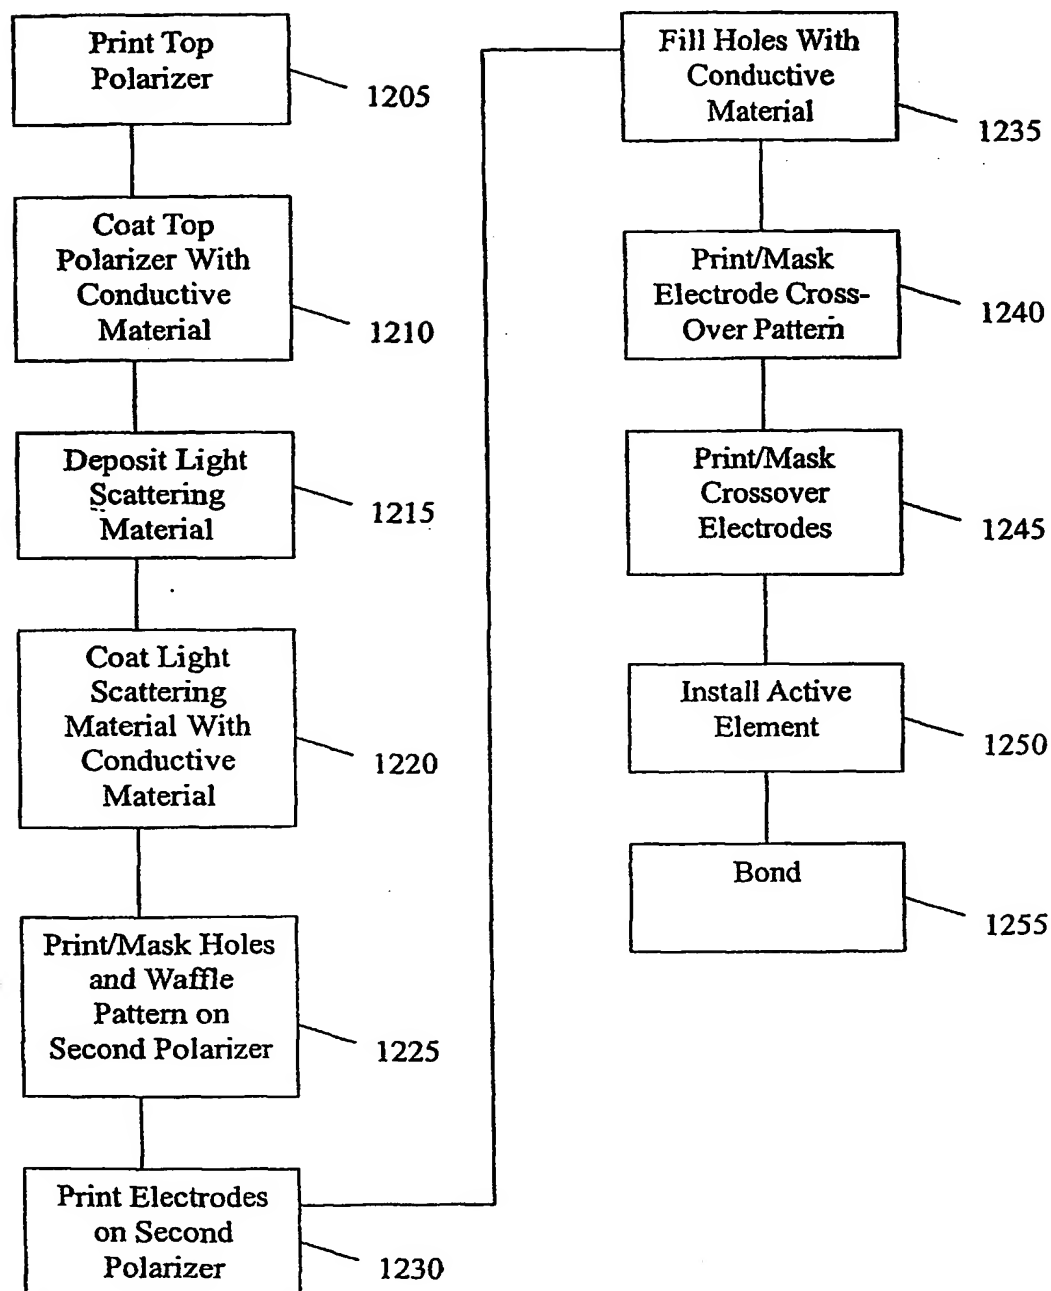 Print Top
Polarizer
1205
Coat Top
Polarizer With
Conductive
Material
1210
Deposit Light
Scattering
Material
1215
Coat Light
Scattering
Material With
Conductive
Material
1220
Print/Mask Holes
and Waffle
Pattern on
Second Polarizer
1225
Print Electrodes
on Second
Polarizer
1230
Fill Holes With
Conductive
Material
1235
Print/Mask
Electrode Cross-
Over Pattern
1240
Print/Mask
Crossover
Electrodes
1245
Install Active
Element
1250
Bond
1255